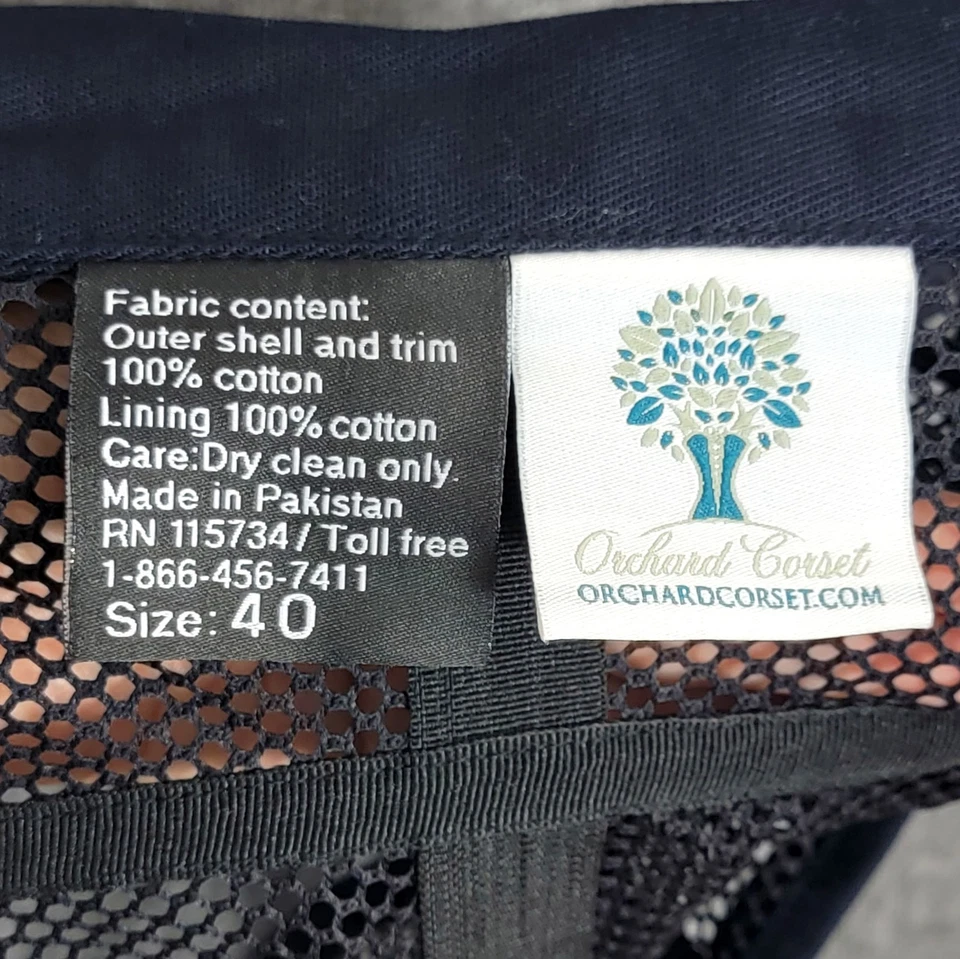 Fabric content:
Outer shell and trim
100% cotton
Lining 100% cotton
Care:Dry clean only.
Made in Pakistan
RN 115734/ Toll free
1-866-456-7411
Size: 40
Orchard Corset
ORCHARDCORSET.COM